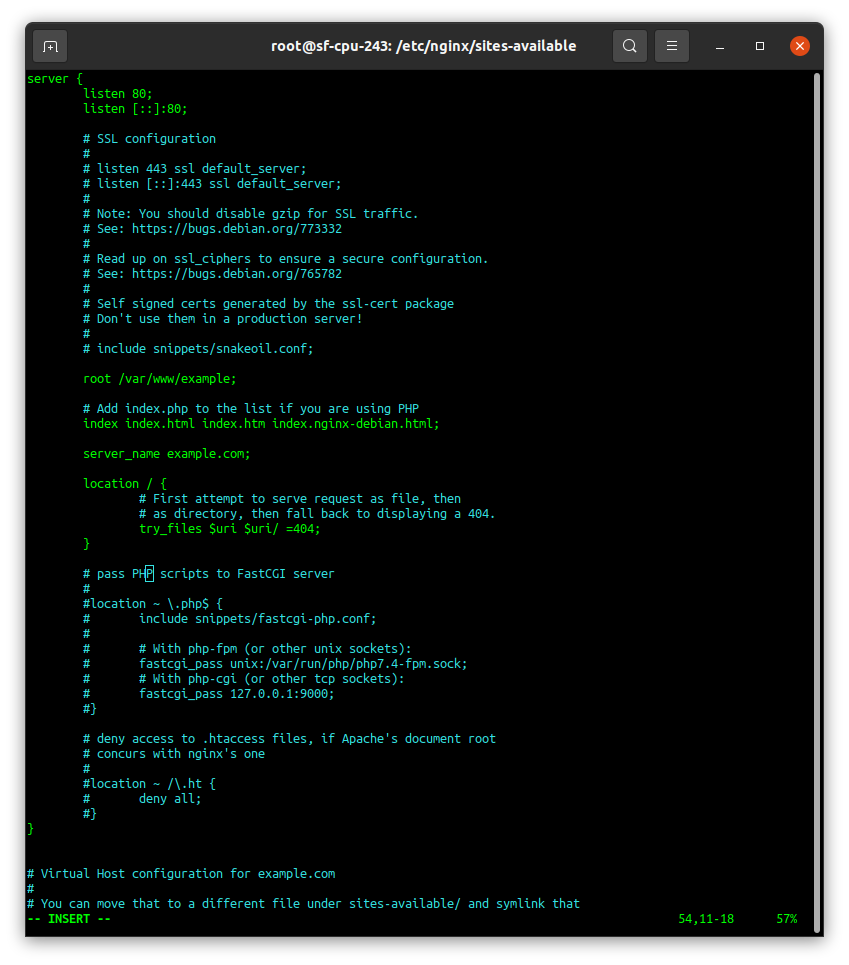 root@sf-cpu-243: /etc/nginx/sites-available
server {
        listen 80;
        listen [::]:80;

        # SSL configuration
        #
        # listen 443 ssl default_server;
        # listen [::]:443 ssl default_server;
        #
        # Note: You should disable gzip for SSL traffic.
        # See: https://bugs.debian.org/773332
        #
        # Read up on ssl_ciphers to ensure a secure configuration.
        # See: https://bugs.debian.org/765782
        #
        # Self signed certs generated by the ssl-cert package
        # Don't use them in a production server!
        #
        # include snippets/snakeoil.conf;

        root /var/www/example;

        # Add index.php to the list if you are using PHP
        index index.html index.htm index.nginx-debian.html;

        server_name example.com;

        location / {
                # First attempt to serve request as file, then
                # as directory, then fall back to displaying a 404.
                try_files $uri $uri/ =404;
        }

        # pass PHP scripts to FastCGI server
        #
        #location ~ \.php$ {
        #       include snippets/fastcgi-php.conf;
        #
        #       # With php-fpm (or other unix sockets):
        #       fastcgi_pass unix:/var/run/php/php7.4-fpm.sock;
        #       # With php-cgi (or other tcp sockets):
        #       fastcgi_pass 127.0.0.1:9000;
        #}

        # deny access to .htaccess files, if Apache's document root
        # concurs with nginx's one
        #
        #location ~ /\.ht {
        #       deny all;
        #}
}


# Virtual Host configuration for example.com
#
# You can move that to a different file under sites-available/ and symlink that
-- INSERT --                                                                                 54,11-18      57%